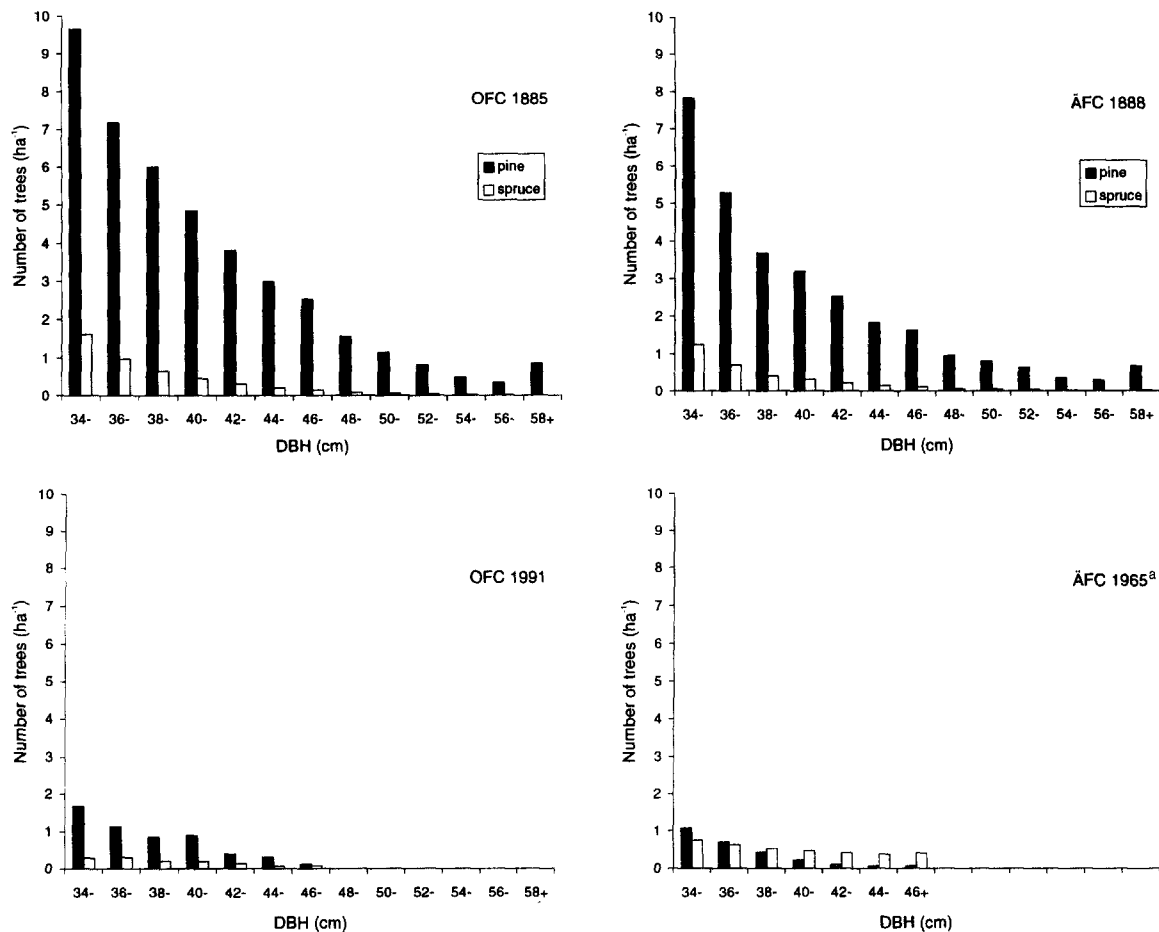 10
9
8
7
6
5
4
3
2
1
0
Number of trees (ha⁻¹)
OFC 1885
pine
spruce
34- 36- 38- 40- 42- 44- 46- 48- 50- 52- 54- 56- 58+
DBH (cm)
10
9
8
7
6
5
4
3
2
1
0
Number of trees (ha⁻¹)
ÄFC 1888
pine
spruce
34- 36- 38- 40- 42- 44- 46- 48- 50- 52- 54- 56- 58+
DBH (cm)
10
9
8
7
6
5
4
3
2
1
0
Number of trees (ha⁻¹)
OFC 1991
34- 36- 38- 40- 42- 44- 46- 48- 50- 52- 54- 56- 58+
DBH (cm)
10
9
8
7
6
5
4
3
2
1
0
Number of trees (ha⁻¹)
ÄFC 1965ᵃ
34- 36- 38- 40- 42- 44- 46+
DBH (cm)